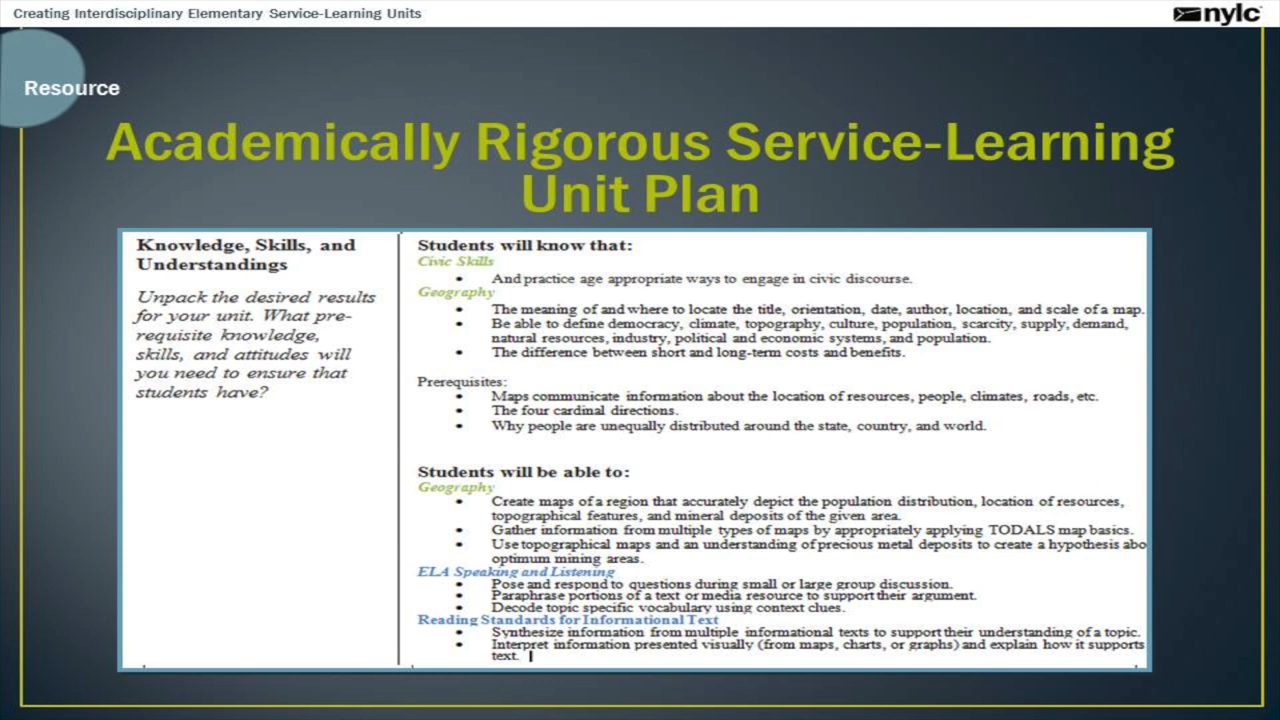 Creating Interdisciplinary Elementary Service-Learning Units
nylc
Resource
Academically Rigorous Service-Learning
Unit Plan
Knowledge, Skills, and
Understandings
Unpack the desired results
for your unit. What pre-
requisite knowledge,
skills, and attitudes will
you need to ensure that
students have?
Students will know that:
Civic Skills
• And practice age appropriate ways to engage in civic discourse.
Geography
• The meaning of and where to locate the title, orientation, date, author, location, and scale of a map.
• Be able to define democracy, climate, topography, culture, population, scarcity, supply, demand,
natural resources, industry, political and economic systems, and population.
• The difference between short and long-term costs and benefits.
Prerequisites:
• Maps communicate information about the location of resources, people, climates, roads, etc.
• The four cardinal directions.
• Why people are unequally distributed around the state, country, and world.
Students will be able to:
Geography
• Create maps of a region that accurately depict the population distribution, location of resources,
topographical features, and mineral deposits of the given area.
• Gather information from multiple types of maps by appropriately applying TODALS map basics.
• Use topographical maps and an understanding of precious metal deposits to create a hypothesis abo
optimum mining areas.
ELA Speaking and Listening
• Pose and respond to questions during small or large group discussion.
• Paraphrase portions of a text or media resource to support their argument.
• Decode topic specific vocabulary using context clues.
Reading Standards for Informational Text
• Synthesize information from multiple informational texts to support their understanding of a topic.
• Interpret information presented visually (from maps, charts, or graphs) and explain how it supports
text.